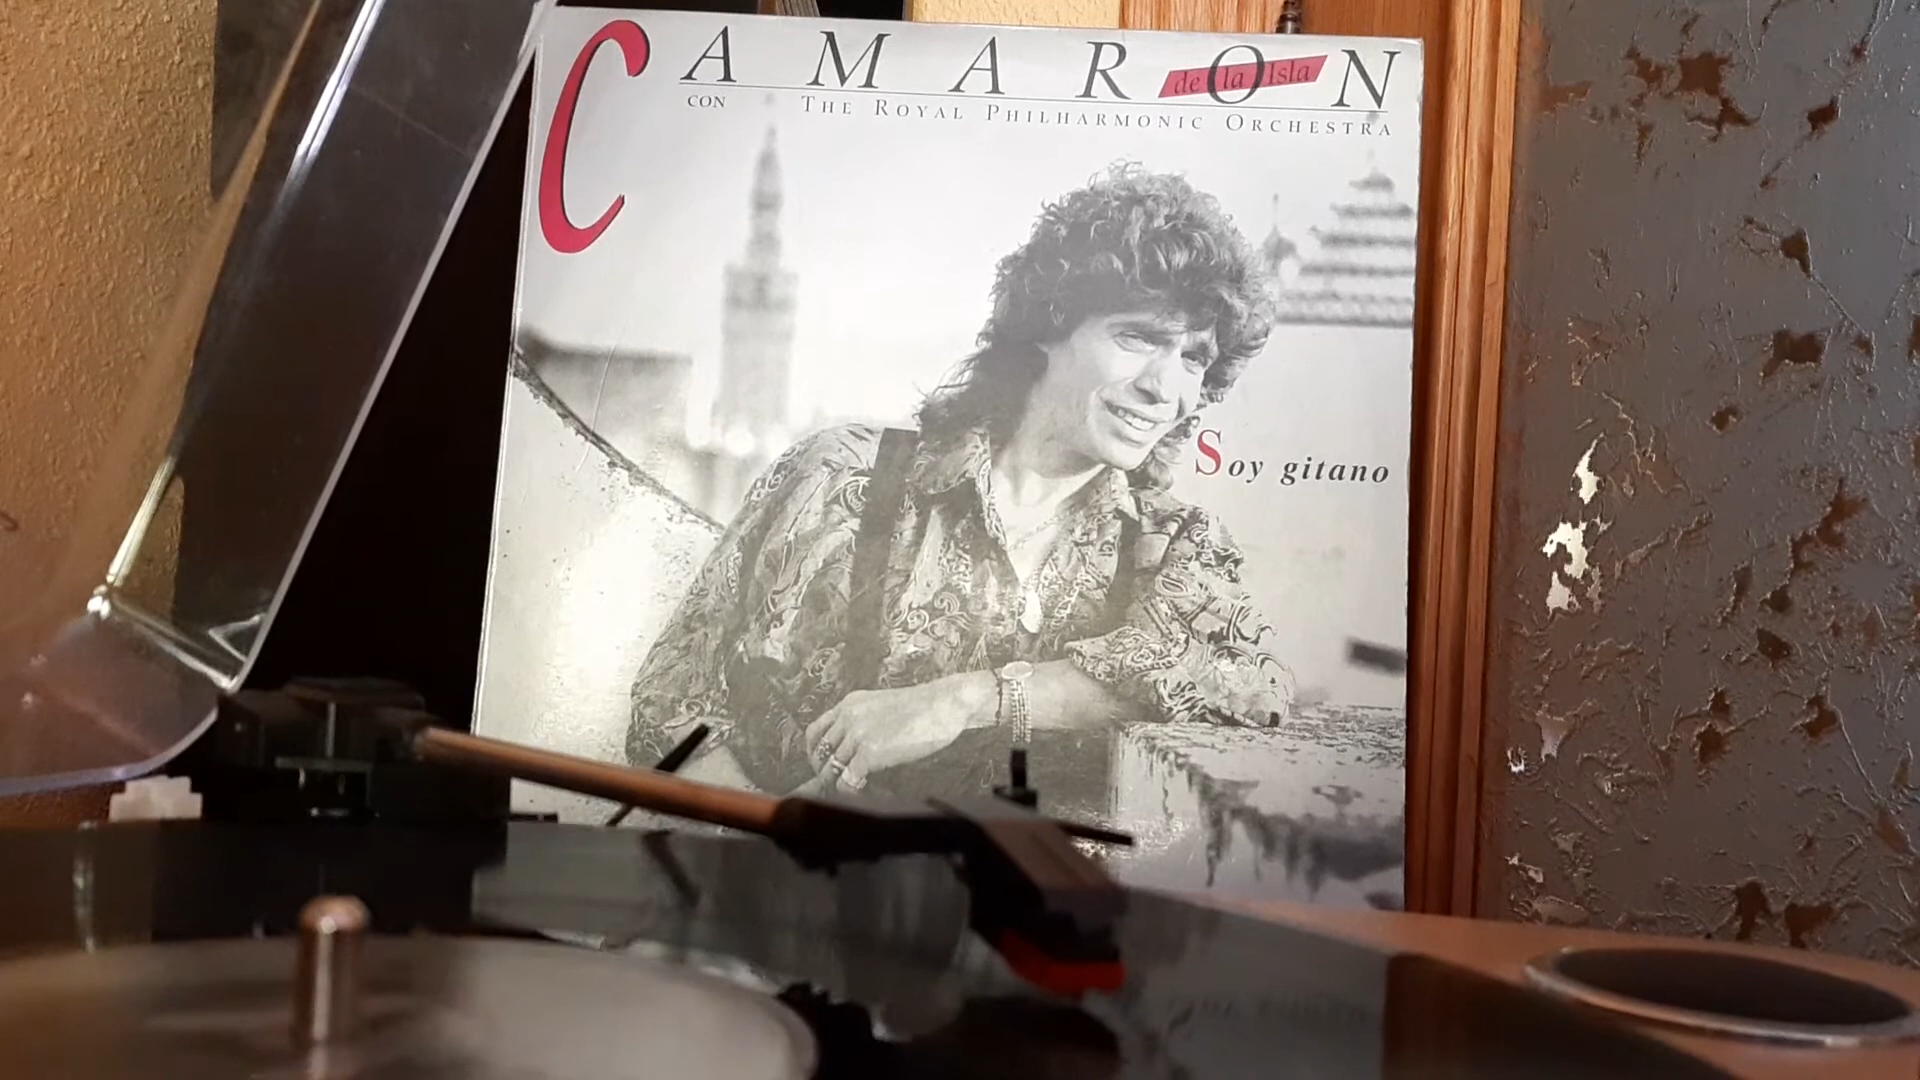 CAMARON
de la Isla
CON THE ROYAL PHILHARMONIC ORCHESTRA
Soy gitano